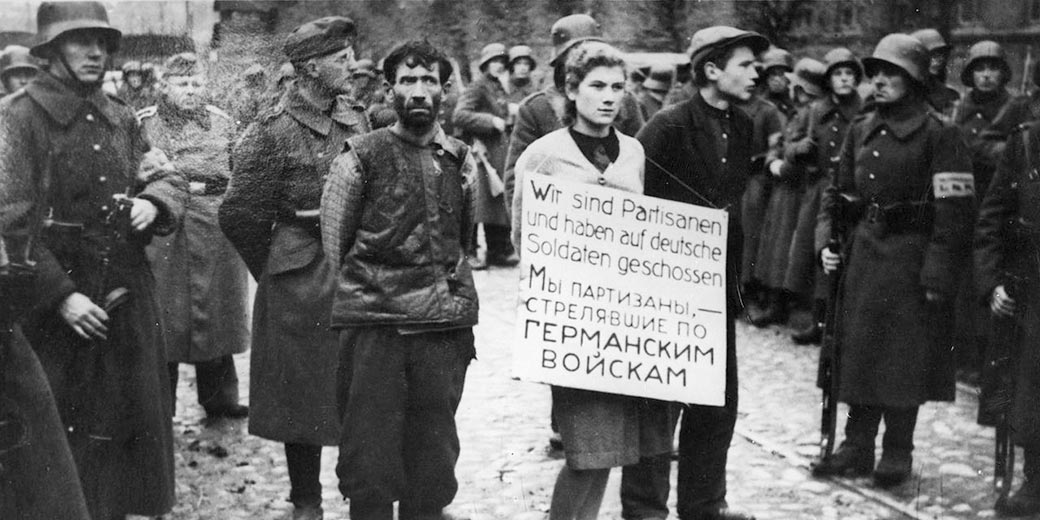 Wir sind Partisanen
und haben auf deutsche
Soldaten geschossen
Мы партизаны,—
стрелявшие по
германским
войскам